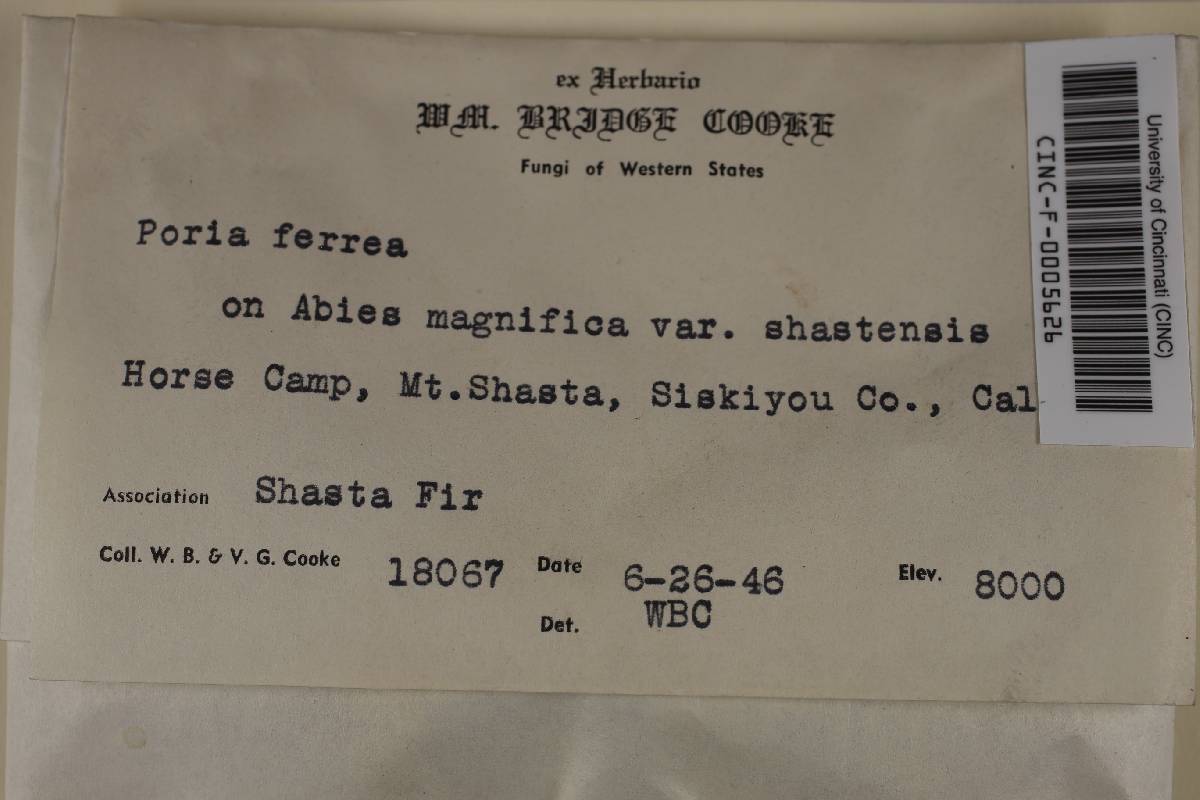 ex Herbario
WM. BRIDGE COOKE
Fungi of Western States
Poria ferrea
on Abies magnifica var. shastensis
Horse Camp, Mt.Shasta, Siskiyou Co., Cal
Association Shasta Fir
Coll. W. B. & V. G. Cooke 18067 Date 6-26-46 Elev. 8000
Det. WBC
University of Cincinnati (CINC)
CINC-F-0005626